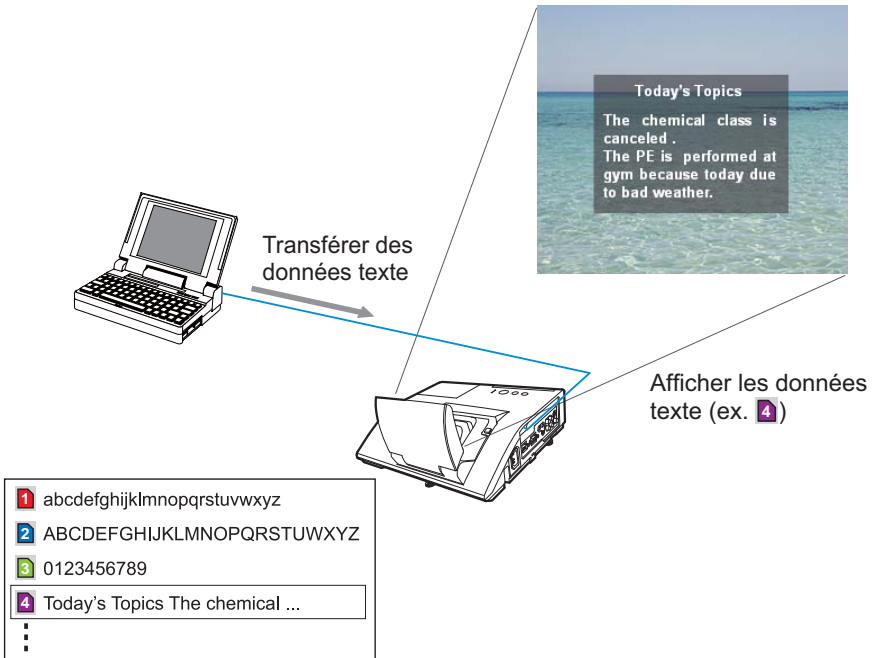 Today's Topics
The chemical class is
canceled .
The PE is performed at
gym because today due
to bad weather.
Transférer des
données texte
Afficher les données
texte (ex. 4)
1 abcdefghijklmnopqrstuvwxyz
2 ABCDEFGHIJKLMNOPQRSTUWXYZ
3 0123456789
4 Today's Topics The chemical ...